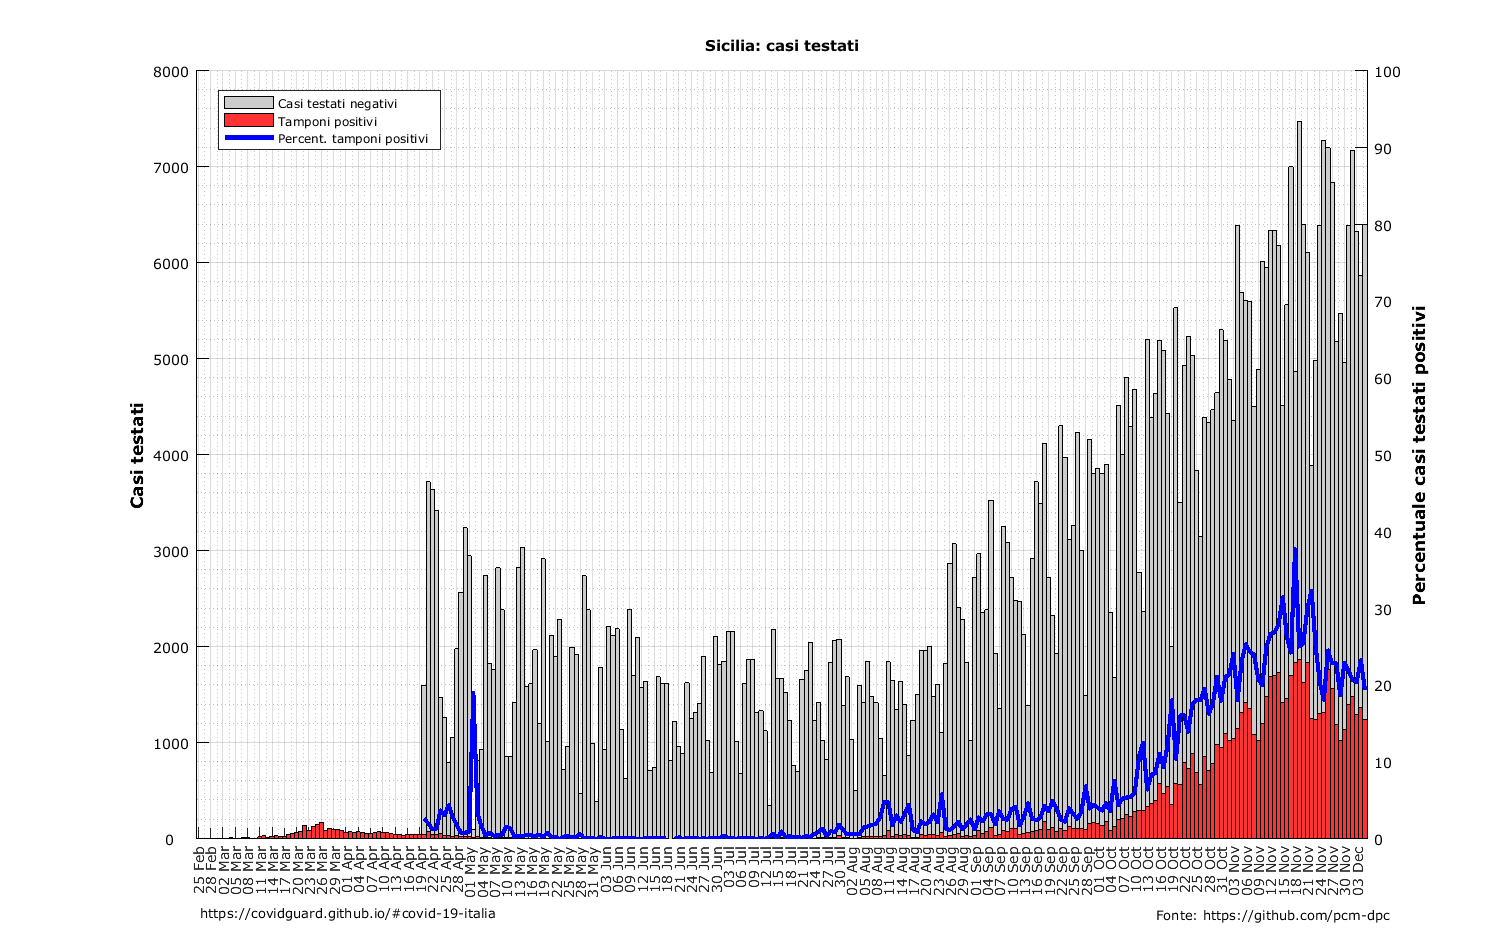 Sicilia: casi testati
8000
7000
6000
5000
4000
3000
2000
1000
0
Casi testati
Casi testati negativi
Tamponi positivi
Percent. tamponi positivi
100
90
80
70
60
50
40
30
20
10
0
Percentuale casi testati positivi
25 Feb
28 Feb
02 Mar
05 Mar
08 Mar
11 Mar
14 Mar
17 Mar
20 Mar
23 Mar
26 Mar
29 Mar
01 Apr
04 Apr
07 Apr
10 Apr
13 Apr
16 Apr
19 Apr
22 Apr
25 Apr
28 Apr
01 May
04 May
07 May
10 May
13 May
16 May
19 May
22 May
25 May
28 May
31 May
03 Jun
06 Jun
09 Jun
12 Jun
15 Jun
18 Jun
21 Jun
24 Jun
27 Jun
30 Jun
03 Jul
06 Jul
09 Jul
12 Jul
15 Jul
18 Jul
21 Jul
24 Jul
27 Jul
30 Jul
02 Aug
05 Aug
08 Aug
11 Aug
14 Aug
17 Aug
20 Aug
23 Aug
26 Aug
29 Aug
01 Sep
04 Sep
07 Sep
10 Sep
13 Sep
16 Sep
19 Sep
22 Sep
25 Sep
28 Sep
01 Oct
04 Oct
07 Oct
10 Oct
13 Oct
16 Oct
19 Oct
22 Oct
25 Oct
28 Oct
31 Oct
03 Nov
06 Nov
09 Nov
12 Nov
15 Nov
18 Nov
21 Nov
24 Nov
27 Nov
30 Nov
03 Dec
https://covidguard.github.io/#covid-19-italia
Fonte: https://github.com/pcm-dpc